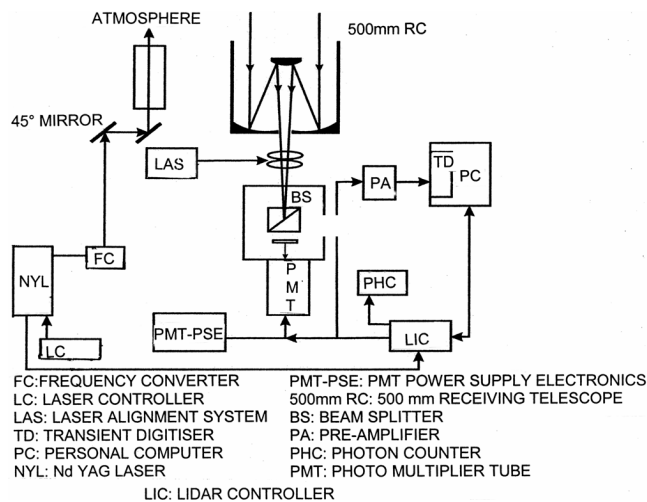 ATMOSPHERE
500mm RC
45° MIRROR
LAS
BS
PA
TD
PC
FC
NYL
PMT
PHC
LC
PMT-PSE
LIC
FC:FREQUENCY CONVERTER
LC: LASER CONTROLLER
LAS: LASER ALIGNMENT SYSTEM
TD: TRANSIENT DIGITISER
PC: PERSONAL COMPUTER
NYL: Nd YAG LASER
PMT-PSE: PMT POWER SUPPLY ELECTRONICS
500mm RC: 500 mm RECEIVING TELESCOPE
BS: BEAM SPLITTER
PA: PRE-AMPLIFIER
PHC: PHOTON COUNTER
PMT: PHOTO MULTIPLIER TUBE
LIC: LIDAR CONTROLLER